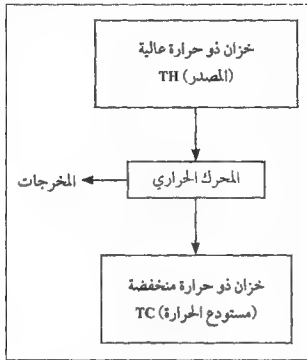 خزان ذو حرارة عالية
(المصدر) TH
المحرك الحراري
المخرجات
خزان ذو حرارة منخفضة
(مستودع الحرارة) TC